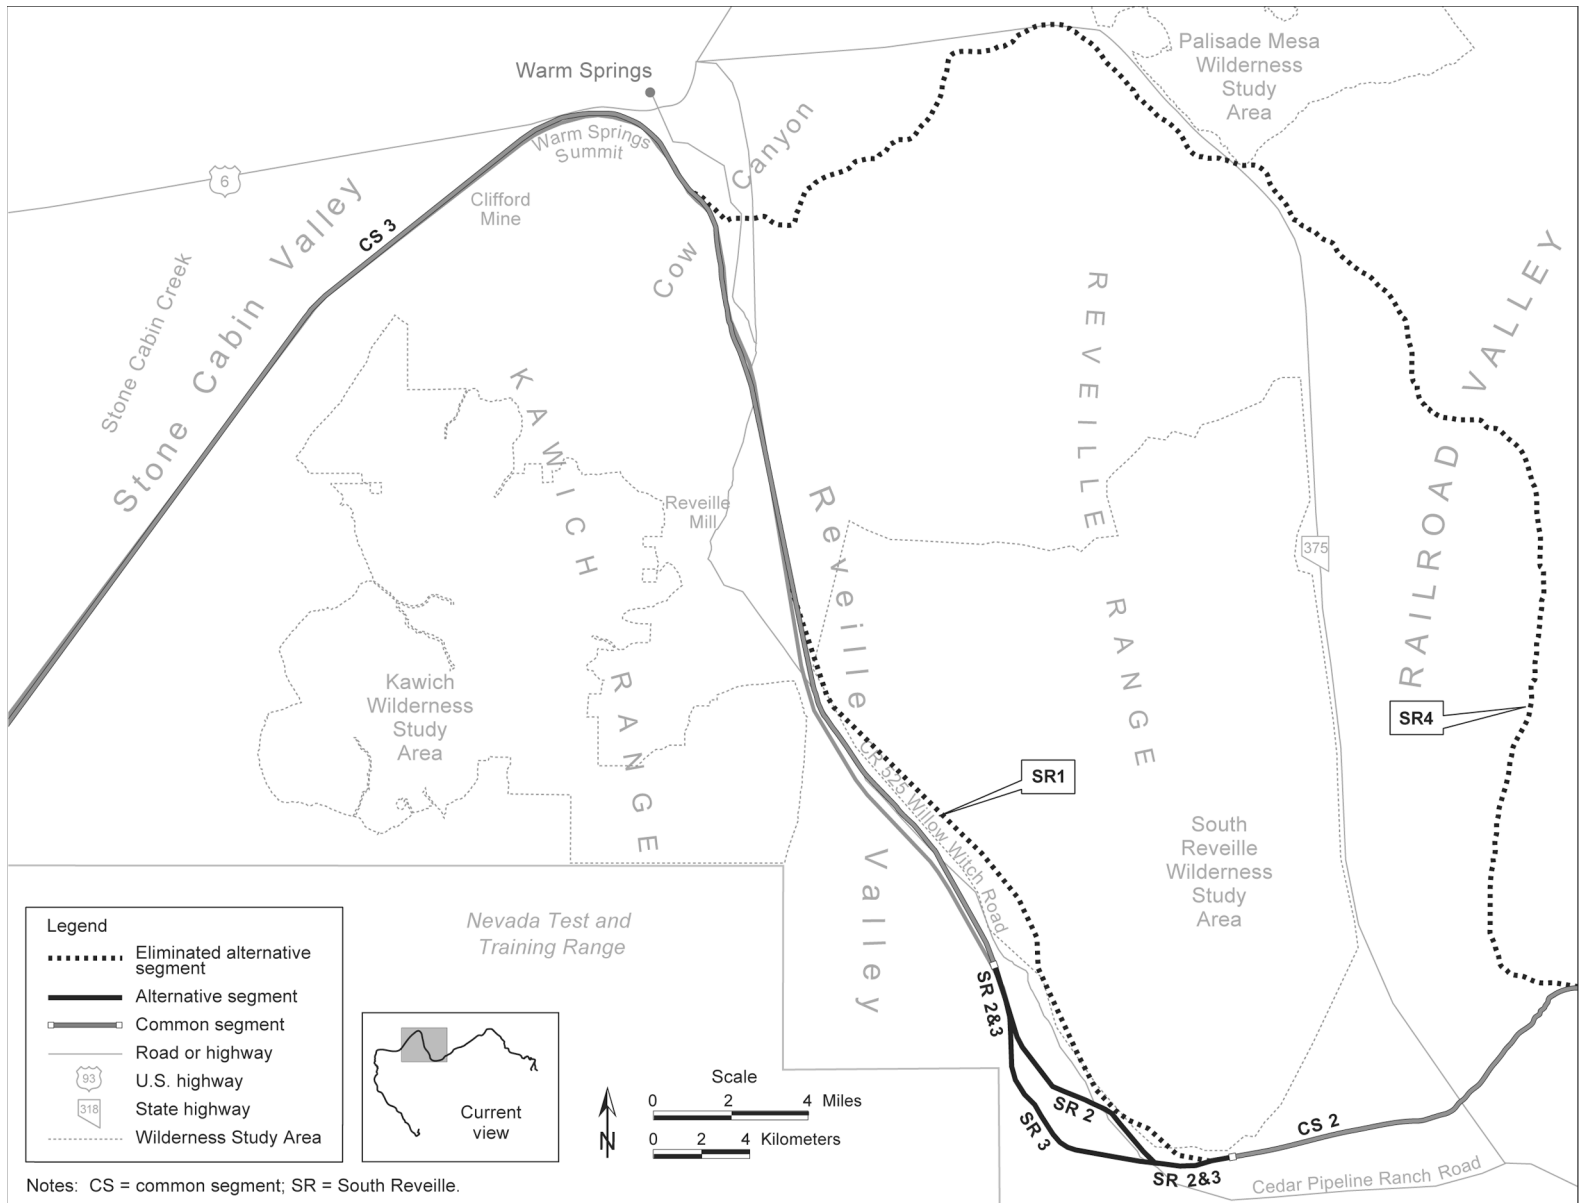 Palisade Mesa
Wilderness
Study
Area
Warm Springs
Warm Springs
Summit
6
Canyon
Cow
Clifford
Mine
CS 3
Stone Cabin Valley
Stone Cabin Creek
KAWICH
RANGE
REVEILLE
RANGE
RAILROAD VALLEY
Reveille
Mill
Reveille
Valley
375
Kawich
Wilderness
Study
Area
SR4
SR1
CR 525 Willow Witch Road
South
Reveille
Wilderness
Study
Area
Nevada Test and
Training Range
SR 2&3
SR 2
SR 3
SR 2&3
CS 2
Cedar Pipeline Ranch Road
Legend
Eliminated alternative
segment
Alternative segment
Common segment
Road or highway
93
U.S. highway
318
State highway
Wilderness Study Area
Current
view
N
Scale
0 2 4 Miles
0 2 4 Kilometers
Notes: CS = common segment; SR = South Reveille.